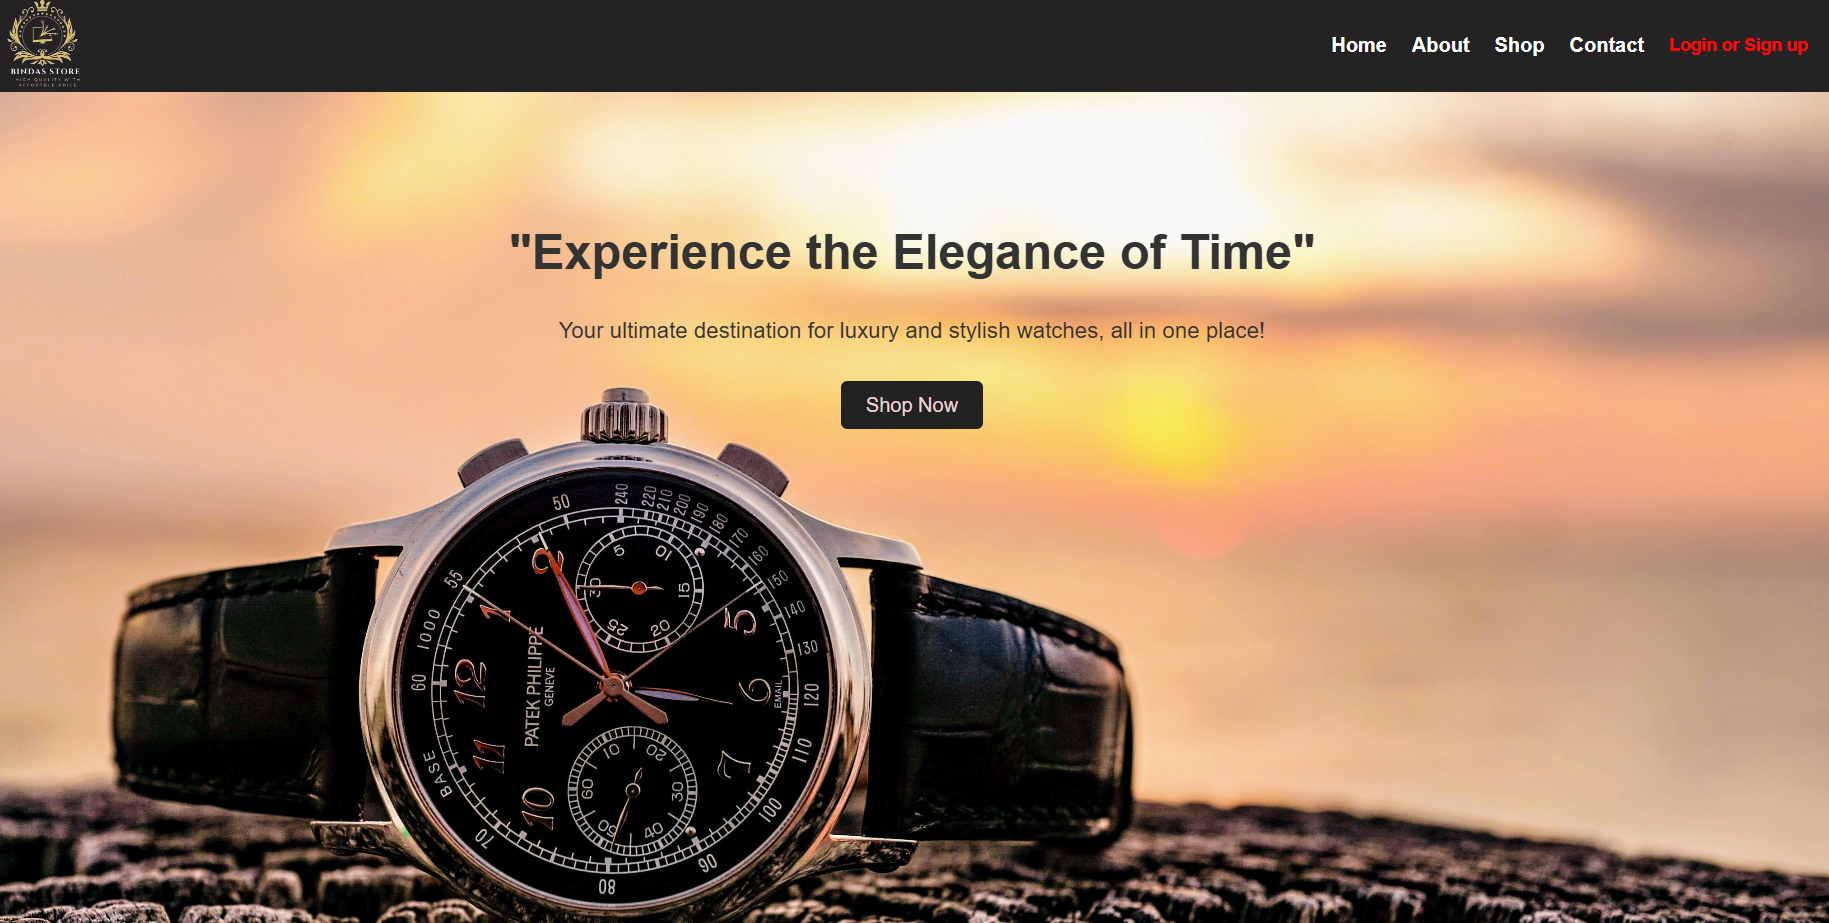 BINDAS STORE
HIGH QUALITY WITH
AFFORTBLE PRICE
Home About Shop Contact Login or Sign up
"Experience the Elegance of Time"
Your ultimate destination for luxury and stylish watches, all in one place!
Shop Now
50 240 220 210 200 190 180 170 160 150 140 130 120 110 100 90 80 70 BASE 60 1000 55
2 5 6 7 10 11 12 1
5 10 15 20 25 30
PATEK PHILIPPE
GENEVE
EMAIL
10 20 30 40 50 60